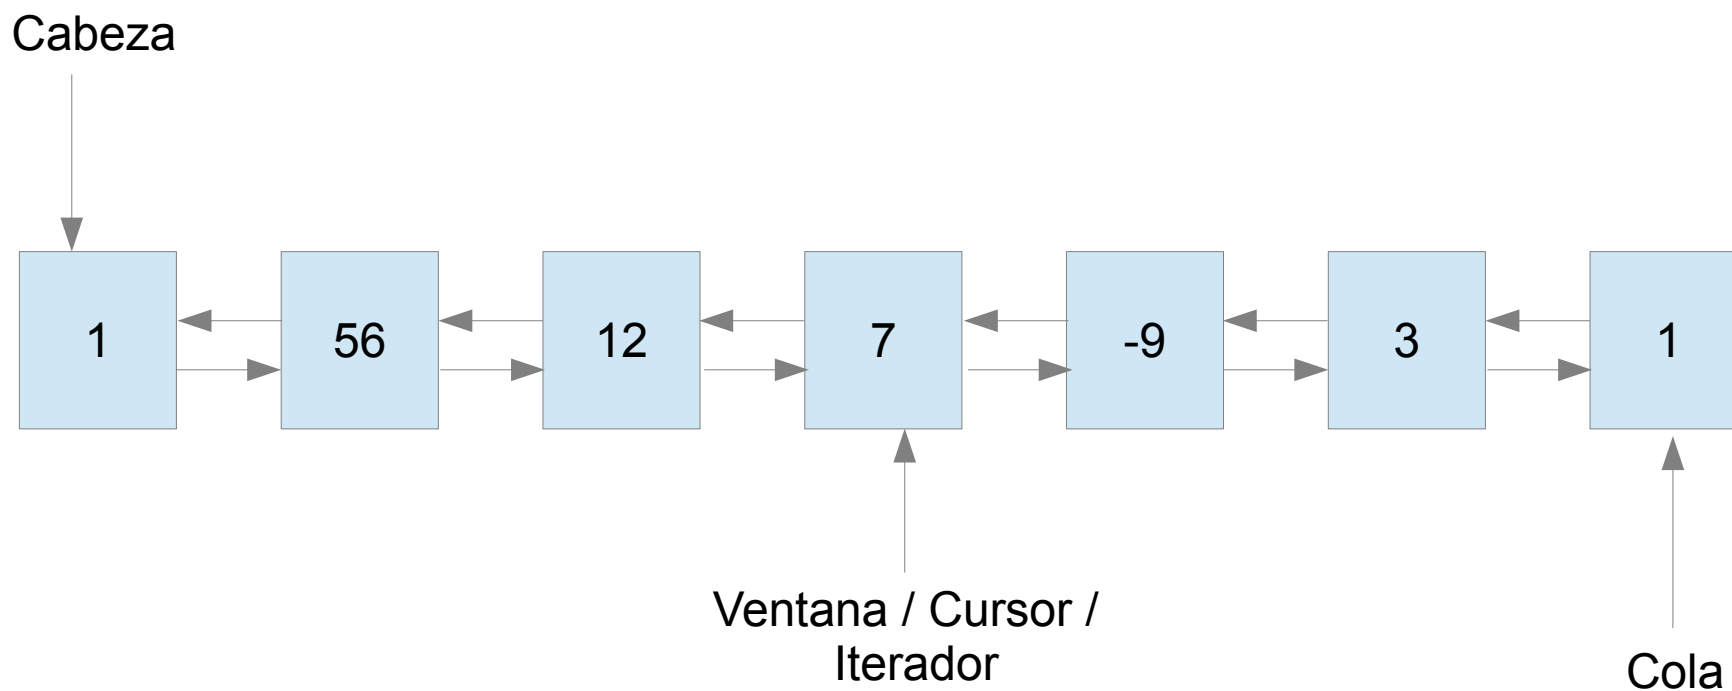 Cabeza
1 56 12 7 -9 3 1
Ventana / Cursor /
Iterador
Cola